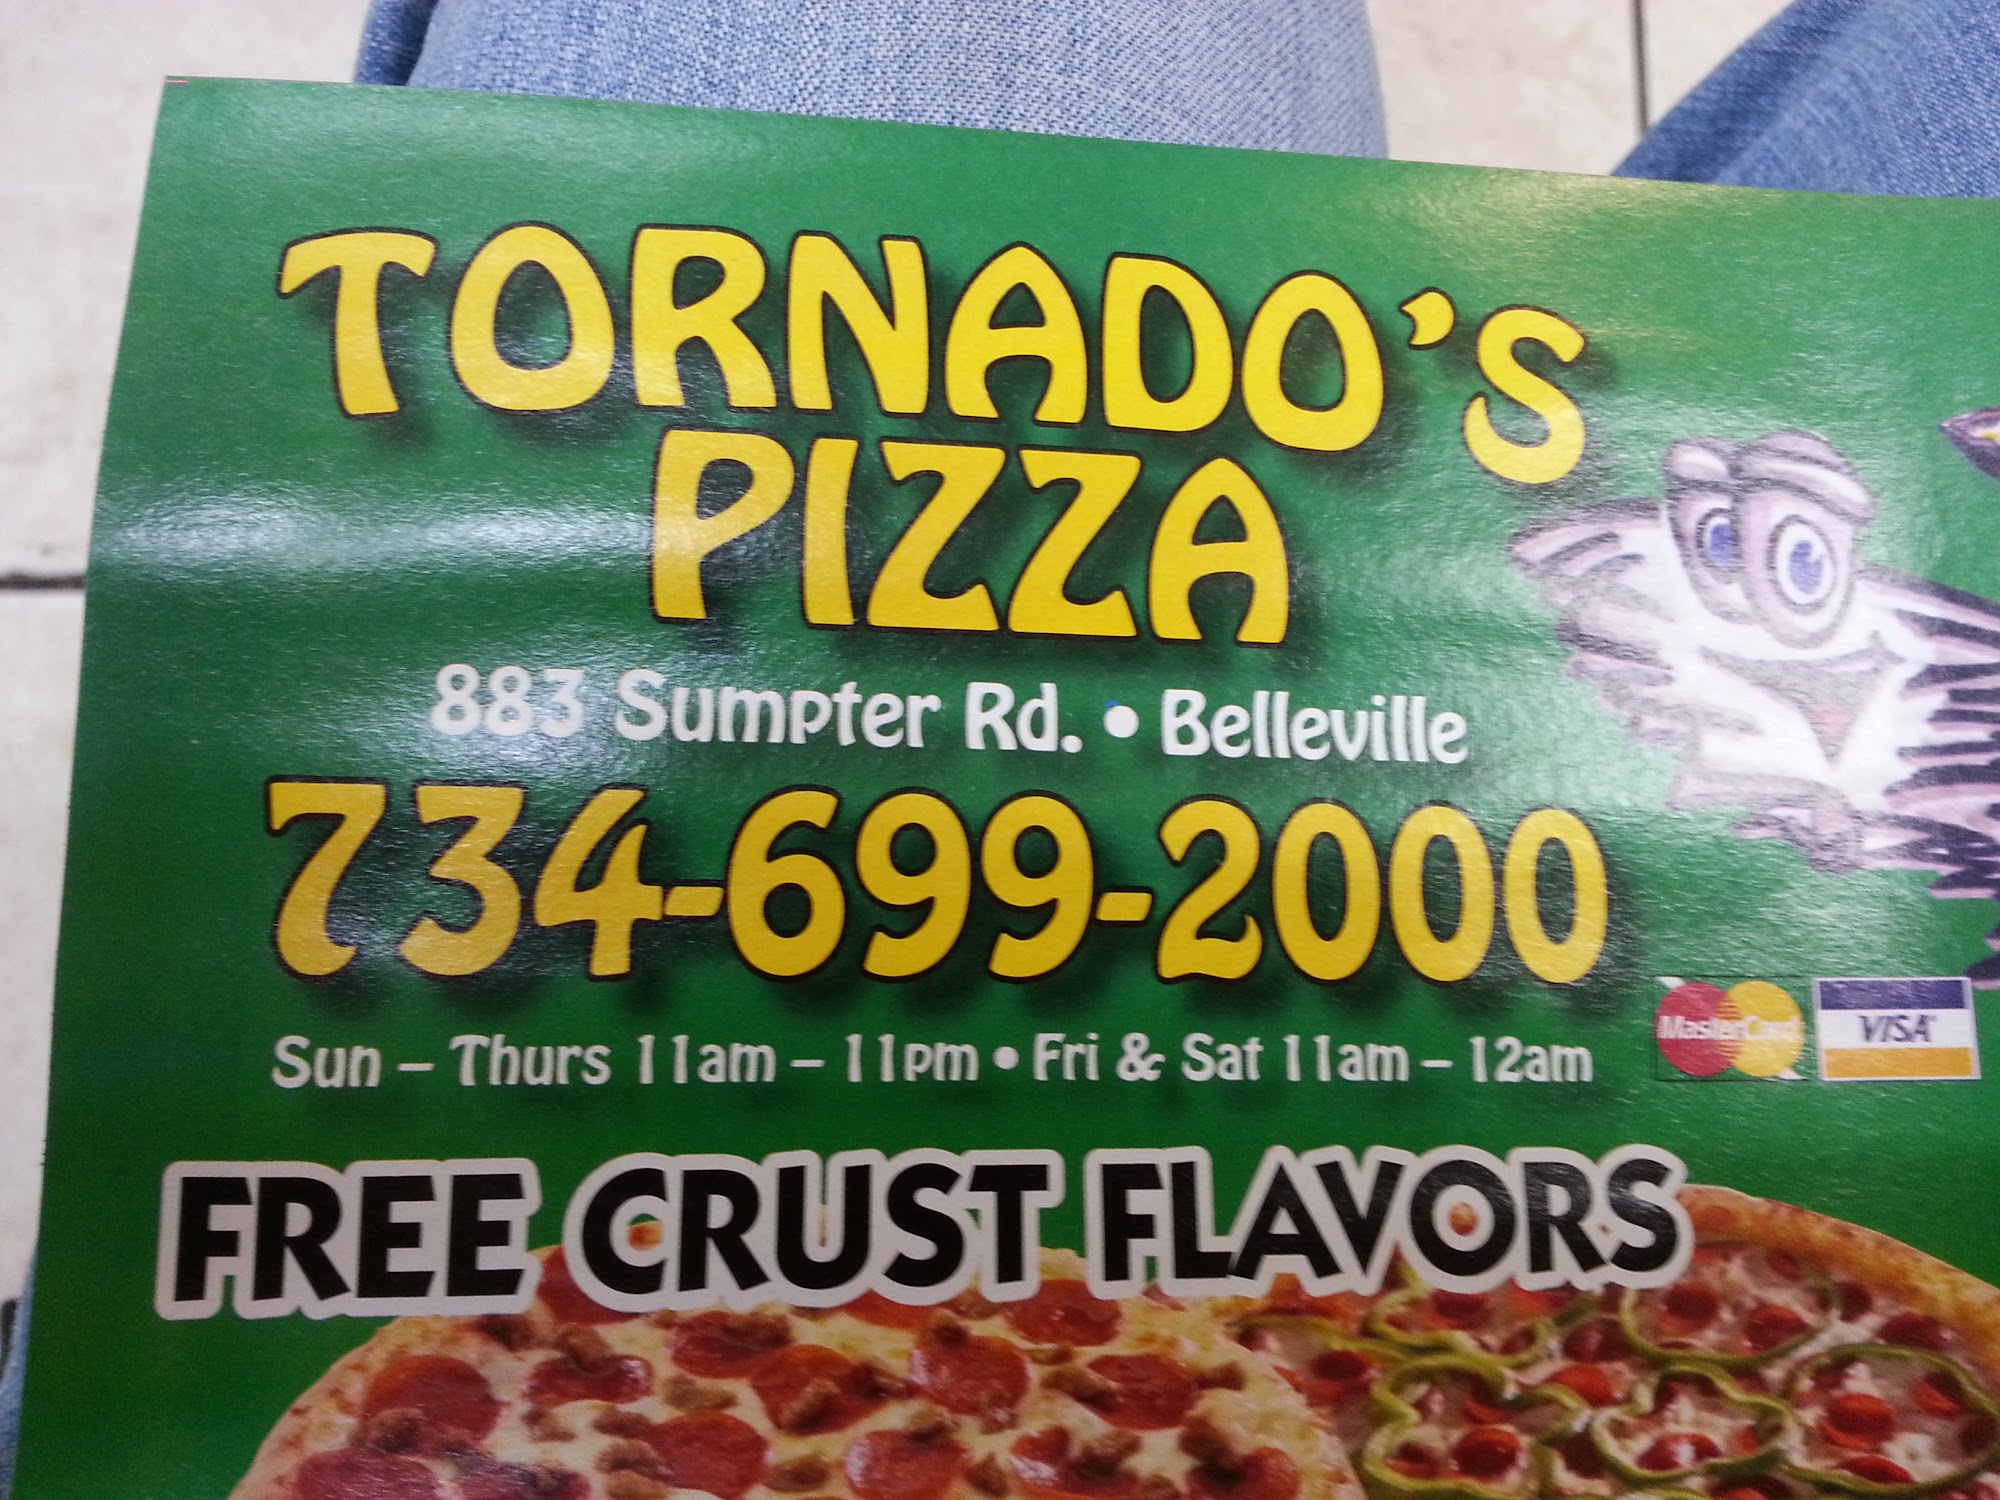 TORNADO'S
PIZZA
883 Sumpter Rd. • Belleville
734-699-2000
Sun – Thurs 11am – 11pm • Fri & Sat 11am – 12am
MasterCard
VISA
FREE CRUST FLAVORS